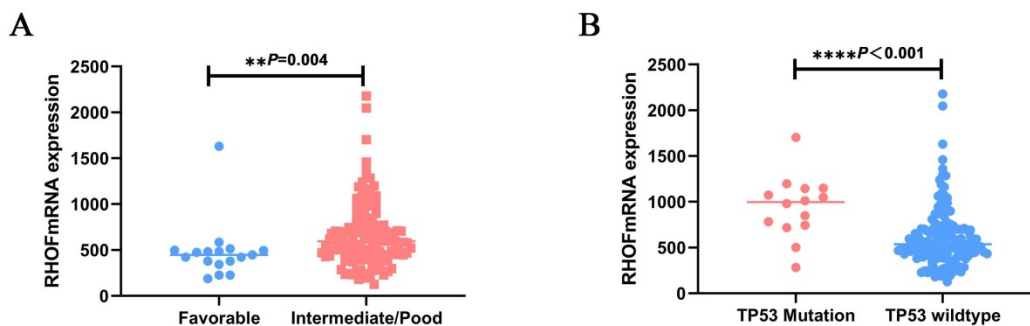 A
**P=0.004
RHOFmRNA expression
2500
2000
1500
1000
500
0
Favorable
Intermediate/Pood
B
****P＜0.001
RHOFmRNA expression
2500
2000
1500
1000
500
0
TP53 Mutation
TP53 wildtype